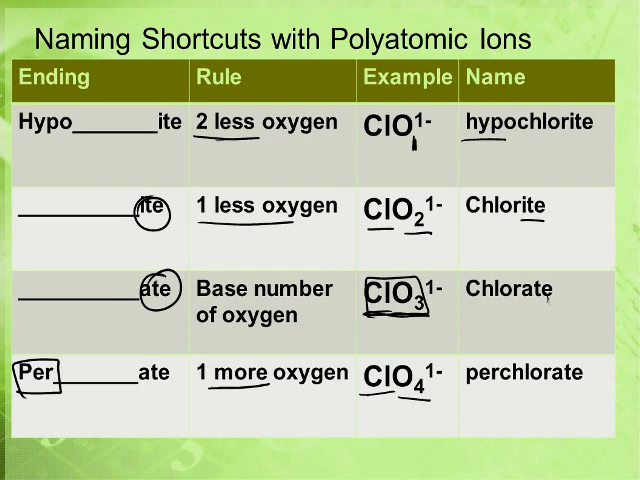 Naming Shortcuts with Polyatomic Ions
Ending Rule Example Name
Hypo_______ite 2 less oxygen ClO¹⁻ hypochlorite
__________ite 1 less oxygen ClO₂¹⁻ Chlorite
__________ate Base number ClO₃¹⁻ Chlorate
of oxygen
Per_______ate 1 more oxygen ClO₄¹⁻ perchlorate